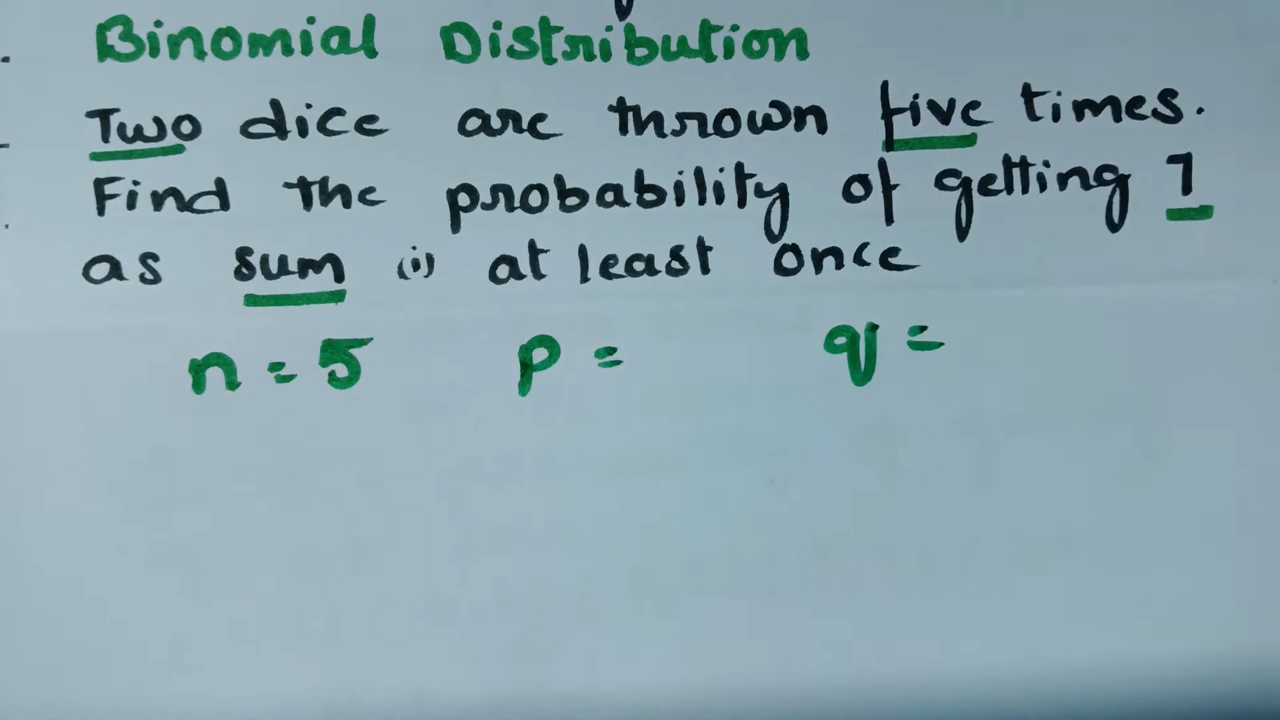 Binomial Distribution
Two dice are thrown five times.
Find the probability of getting 7
as sum (i) at least once
n = 5 p = q =